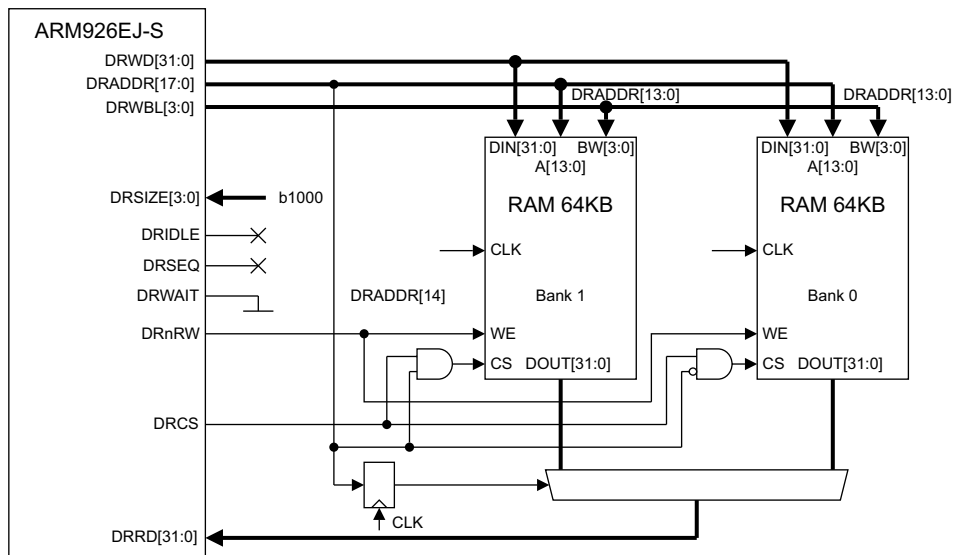 ARM926EJ-S
DRWD[31:0]
DRADDR[17:0]
DRWBL[3:0]
DRADDR[13:0]
DRADDR[13:0]
DIN[31:0] BW[3:0]
A[13:0]
DIN[31:0] BW[3:0]
A[13:0]
DRSIZE[3:0]
b1000
RAM 64KB
RAM 64KB
DRIDLE
CLK
CLK
DRSEQ
DRWAIT
DRADDR[14]
Bank 1
Bank 0
DRnRW
WE
WE
CS DOUT[31:0]
CS DOUT[31:0]
DRCS
CLK
DRRD[31:0]